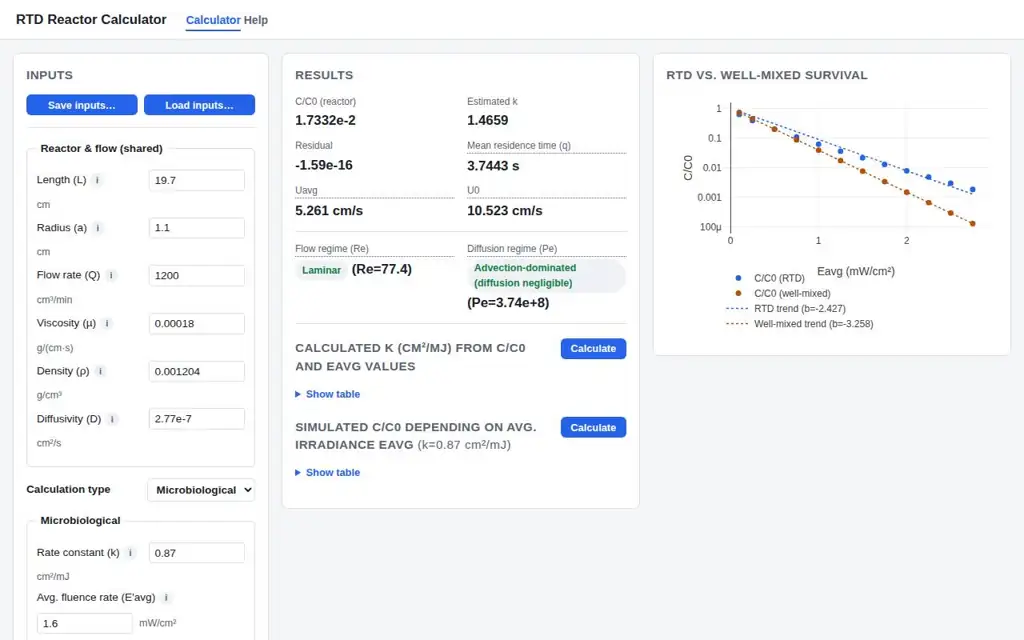 RTD Reactor Calculator
Calculator Help
INPUTS
Save inputs…
Load inputs…
Reactor & flow (shared)
Length (L) i 19.7
cm
Radius (a) i 1.1
cm
Flow rate (Q) i 1200
cm³/min
Viscosity (μ) i 0.00018
g/(cm·s)
Density (ρ) i 0.001204
g/cm³
Diffusivity (D) i 2.77e-7
cm²/s
Calculation type Microbiological
Microbiological
Rate constant (k) i 0.87
cm²/mJ
Avg. fluence rate (E'avg) i
1.6 mW/cm²
RESULTS
C/C0 (reactor)
1.7332e-2
Estimated k
1.4659
Residual
-1.59e-16
Mean residence time (q)
3.7443 s
Uavg
5.261 cm/s
U0
10.523 cm/s
Flow regime (Re)
Laminar (Re=77.4)
Diffusion regime (Pe)
Advection-dominated
(diffusion negligible)
(Pe=3.74e+8)
CALCULATED K (CM²/MJ) FROM C/C0
AND EAVG VALUES
Calculate
Show table
SIMULATED C/C0 DEPENDING ON AVG.
IRRADIANCE EAVG (k=0.87 cm²/mJ)
Calculate
Show table
RTD VS. WELL-MIXED SURVIVAL
1
0.1
0.01
0.001
100μ
C/C0
0 1 2
Eavg (mW/cm²)
C/C0 (RTD)
C/C0 (well-mixed)
RTD trend (b=-2.427)
Well-mixed trend (b=-3.258)